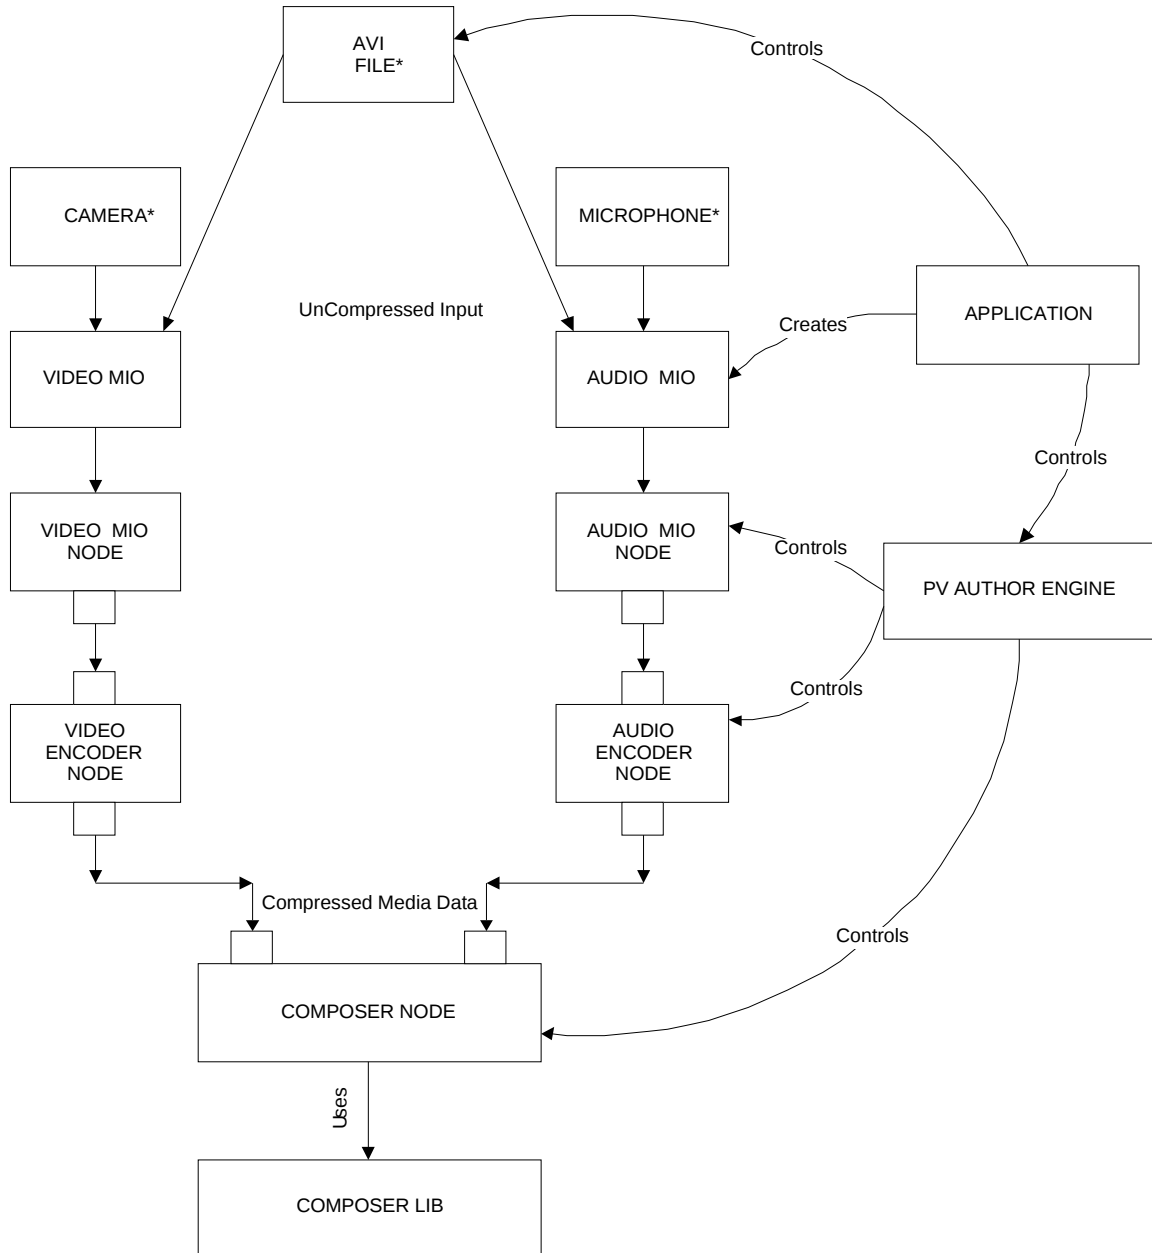 AVI
FILE*
Controls
CAMERA*
MICROPHONE*
UnCompressed Input
APPLICATION
Creates
VIDEO MIO
AUDIO MIO
Controls
VIDEO MIO
NODE
AUDIO MIO
NODE
Controls
PV AUTHOR ENGINE
Controls
VIDEO
ENCODER
NODE
AUDIO
ENCODER
NODE
Compressed Media Data
Controls
COMPOSER NODE
Uses
COMPOSER LIB